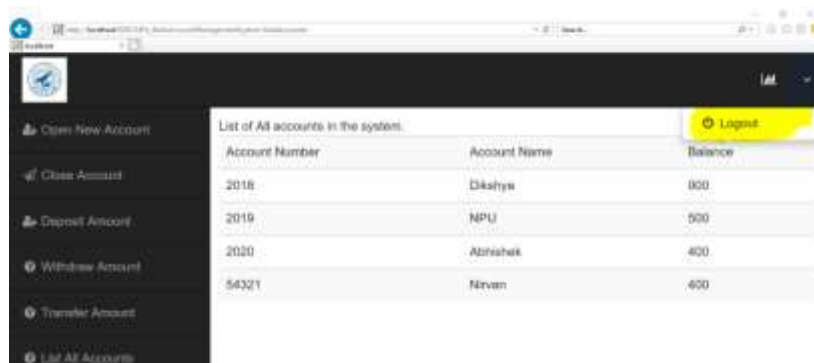 Search...
localhost
Logout
Open New Account
Close Account
Deposit Amount
Withdraw Amount
Transfer Amount
List All Accounts
List of All accounts in the system.
Account Number Account Name Balance
2018 Dikshya
2019 NPU 500
2020 Abhishek 400
54321 Nirvan 400